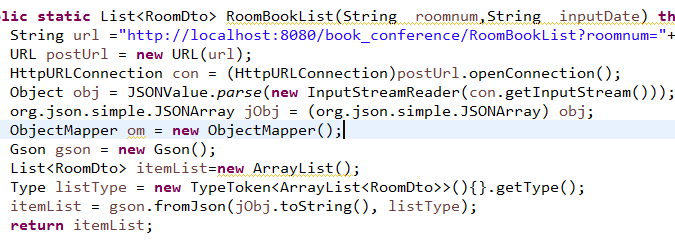 olic static List<RoomDto> RoomBookList(String roomnum,String inputDate) th
String url ="http://localhost:8080/book_conference/RoomBookList?roomnum="+
URL postUrl = new URL(url);
HttpURLConnection con = (HttpURLConnection)postUrl.openConnection();
Object obj = JSONValue.parse(new InputStreamReader(con.getInputStream()));
org.json.simple.JSONArray jObj = (org.json.simple.JSONArray) obj;
ObjectMapper om = new ObjectMapper();
Gson gson = new Gson();
List<RoomDto> itemList=new ArrayList();
Type listType = new TypeToken<ArrayList<RoomDto>>(){}.getType();
itemList = gson.fromJson(jObj.toString(), listType);
return itemList;